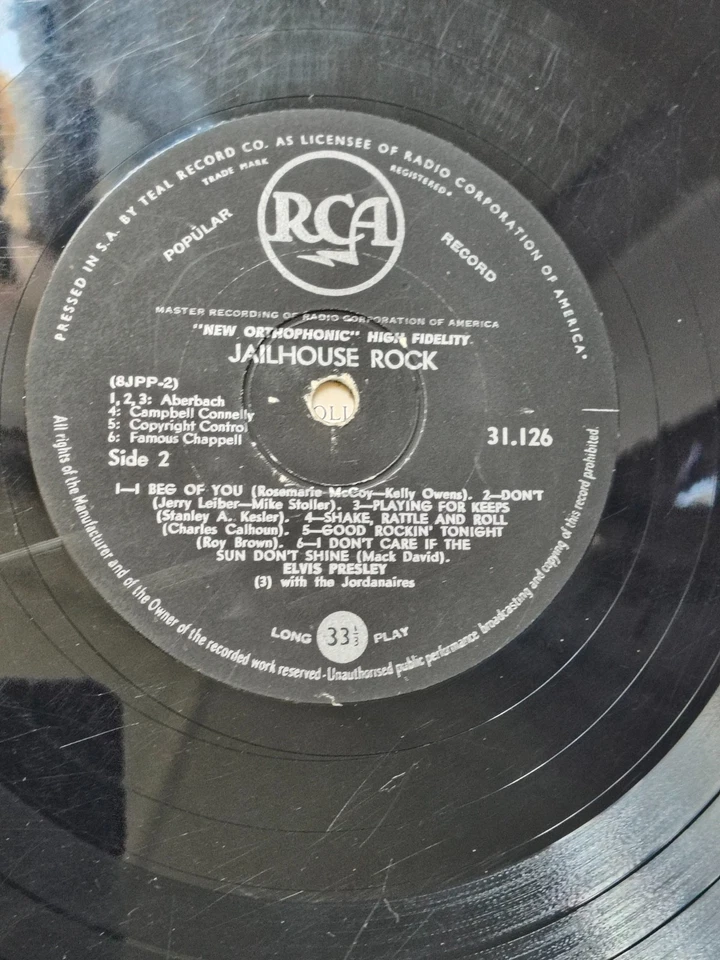 PRESSED IN S.A. BY TEAL RECORD CO. AS LICENSEE OF RADIO CORPORATION OF AMERICA.
TRADE MARK
REGISTERED.
RCA
POPULAR
RECORD
MASTER RECORDING OF RADIO CORPORATION OF AMERICA
"NEW ORTHOPHONIC" HIGH FIDELITY
JAILHOUSE ROCK
(8JPP-2)
1, 2, 3: Aberbach
4: Campbell Connelly
5: Copyright Control
6: Famous Chappell
31.126
Side 2
1—I BEG OF YOU (Rosemarie McCoy—Kelly Owens). 2—DON'T
(Jerry Leiber—Mike Stoller). 3—PLAYING FOR KEEPS
(Stanley A. Kesler). 4—SHAKE, RATTLE AND ROLL
(Charles Calhoun). 5—GOOD ROCKIN' TONIGHT
(Roy Brown). 6—I DON'T CARE IF THE
SUN DON'T SHINE (Mack David).
ELVIS PRESLEY
(3) with the Jordanaires
LONG 33⅓ PLAY
All rights of the Manufacturer and of the Owner of the recorded work reserved-Unauthorised public performance broadcasting and copying of this record prohibited.